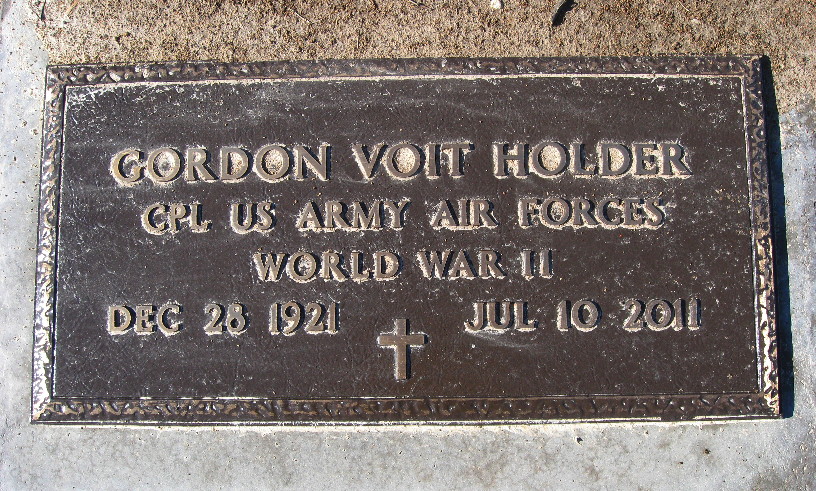 GORDON VOIT HOLDER
CPL US ARMY AIR FORCES
WORLD WAR II
DEC 28 1921 JUL 10 2011